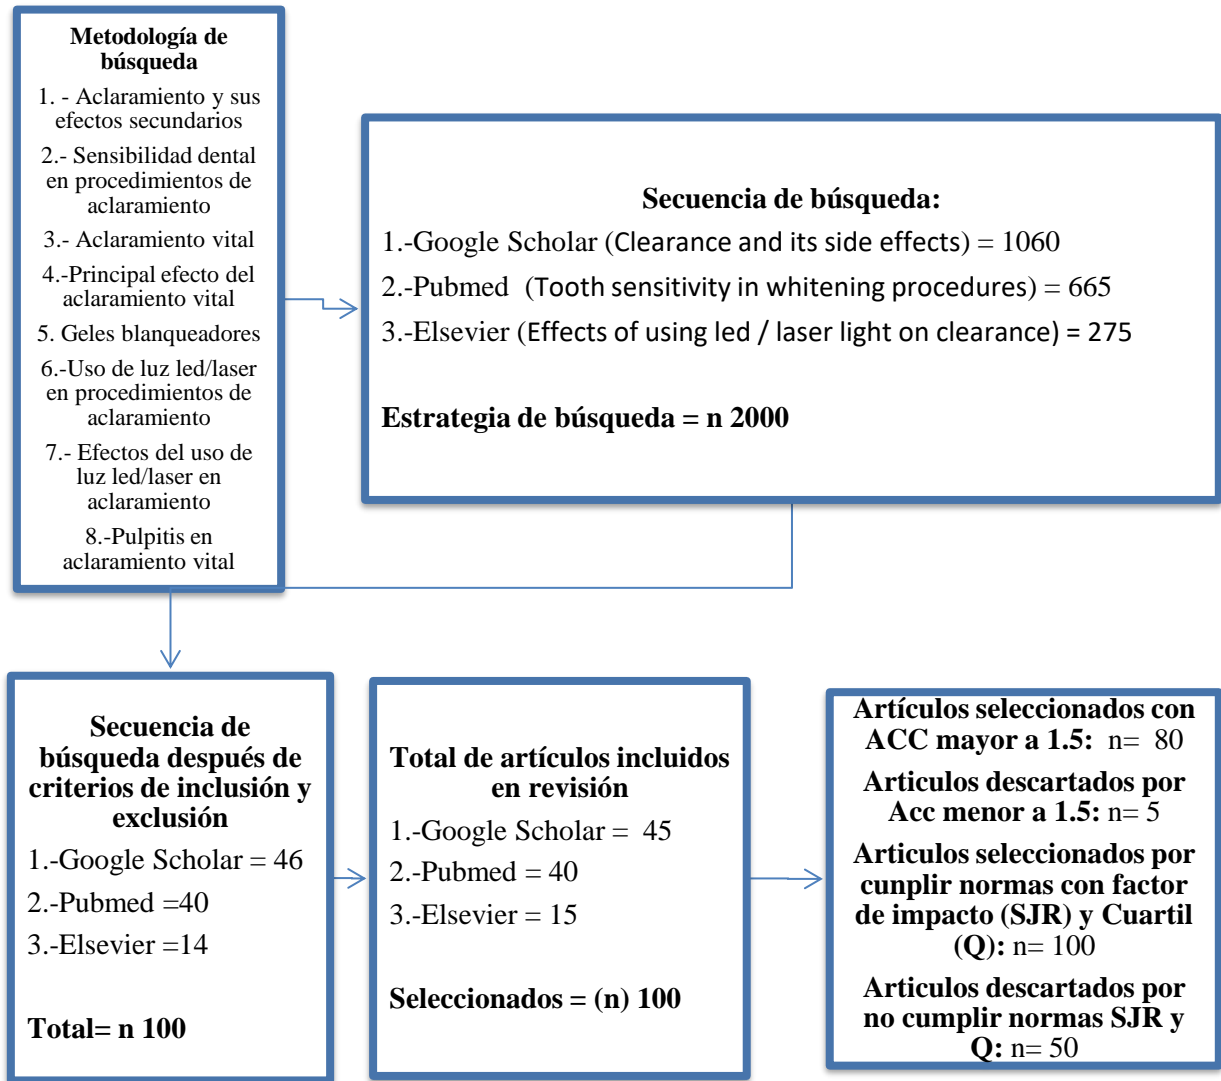 Metodología de
búsqueda
1. - Aclaramiento y sus
efectos secundarios
2.- Sensibilidad dental
en procedimientos de
aclaramiento
3.- Aclaramiento vital
4.-Principal efecto del
aclaramiento vital
5. Geles blanqueadores
6.-Uso de luz led/laser
en procedimientos de
aclaramiento
7.- Efectos del uso de
luz led/laser en
aclaramiento
8.-Pulpitis en
aclaramiento vital
Secuencia de búsqueda:
1.-Google Scholar (Clearance and its side effects) = 1060
2.-Pubmed (Tooth sensitivity in whitening procedures) = 665
3.-Elsevier (Effects of using led / laser light on clearance) = 275
Estrategia de búsqueda = n 2000
Secuencia de
búsqueda después de
criterios de inclusión y
exclusión
1.-Google Scholar = 46
2.-Pubmed =40
3.-Elsevier =14
Total= n 100
Total de artículos incluidos
en revisión
1.-Google Scholar = 45
2.-Pubmed = 40
3.-Elsevier = 15
Seleccionados = (n) 100
Artículos seleccionados con
ACC mayor a 1.5: n= 80
Articulos descartados por
Acc menor a 1.5: n= 5
Articulos seleccionados por
cunplir normas con factor
de impacto (SJR) y Cuartil
(Q): n= 100
Articulos descartados por
no cumplir normas SJR y
Q: n= 50